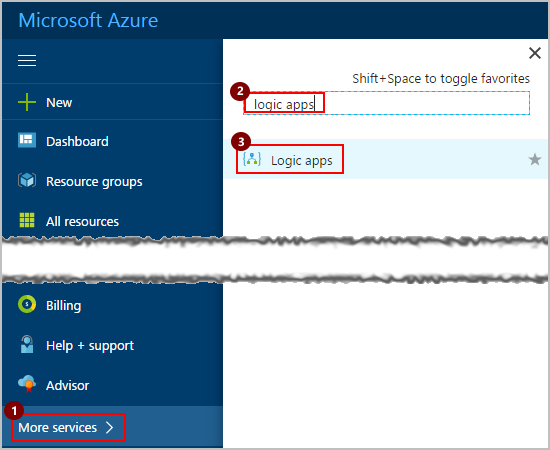 Microsoft Azure
Shift+Space to toggle favorites
New
2
logic apps
Dashboard
3
Logic apps
Resource groups
All resources
Billing
Help + support
Advisor
1
More services